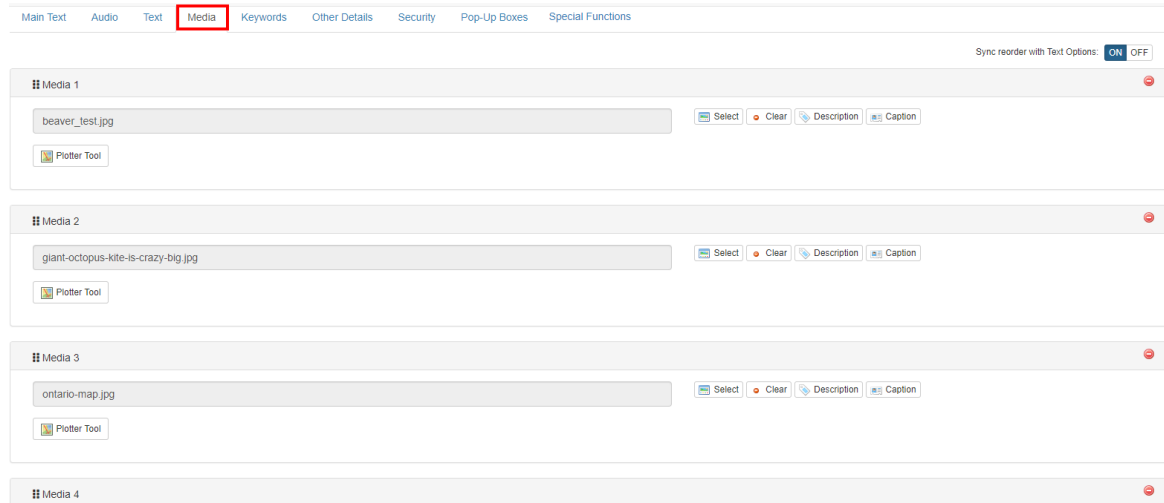 Main Text Audio Text Media Keywords Other Details Security Pop-Up Boxes Special Functions
Sync reorder with Text Options: ON OFF
Media 1
beaver_test.jpg Select Clear Description Caption
Plotter Tool
Media 2
giant-octopus-kite-is-crazy-big.jpg Select Clear Description Caption
Plotter Tool
Media 3
ontario-map.jpg Select Clear Description Caption
Plotter Tool
Media 4